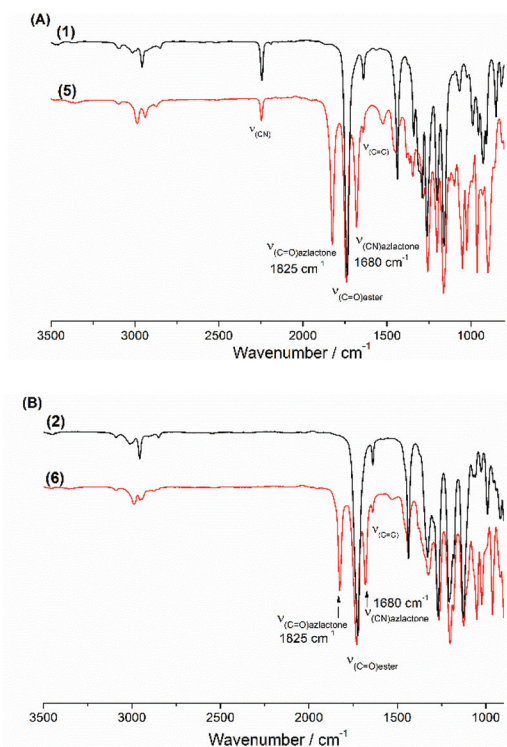 (A)
(1)
(5)
ν(CN)
ν(C=C)
ν(C=O)azlactone
1825 cm⁻¹
ν(CN)azlactone
1680 cm⁻¹
ν(C=O)ester
3500 3000 2500 2000 1500 1000
Wavenumber / cm⁻¹
(B)
(2)
(6)
ν(C=C)
1680 cm⁻¹
ν(C=O)azlactone
1825 cm⁻¹
ν(CN)azlactone
ν(C=O)ester
3500 3000 2500 2000 1500 1000
Wavenumber / cm⁻¹